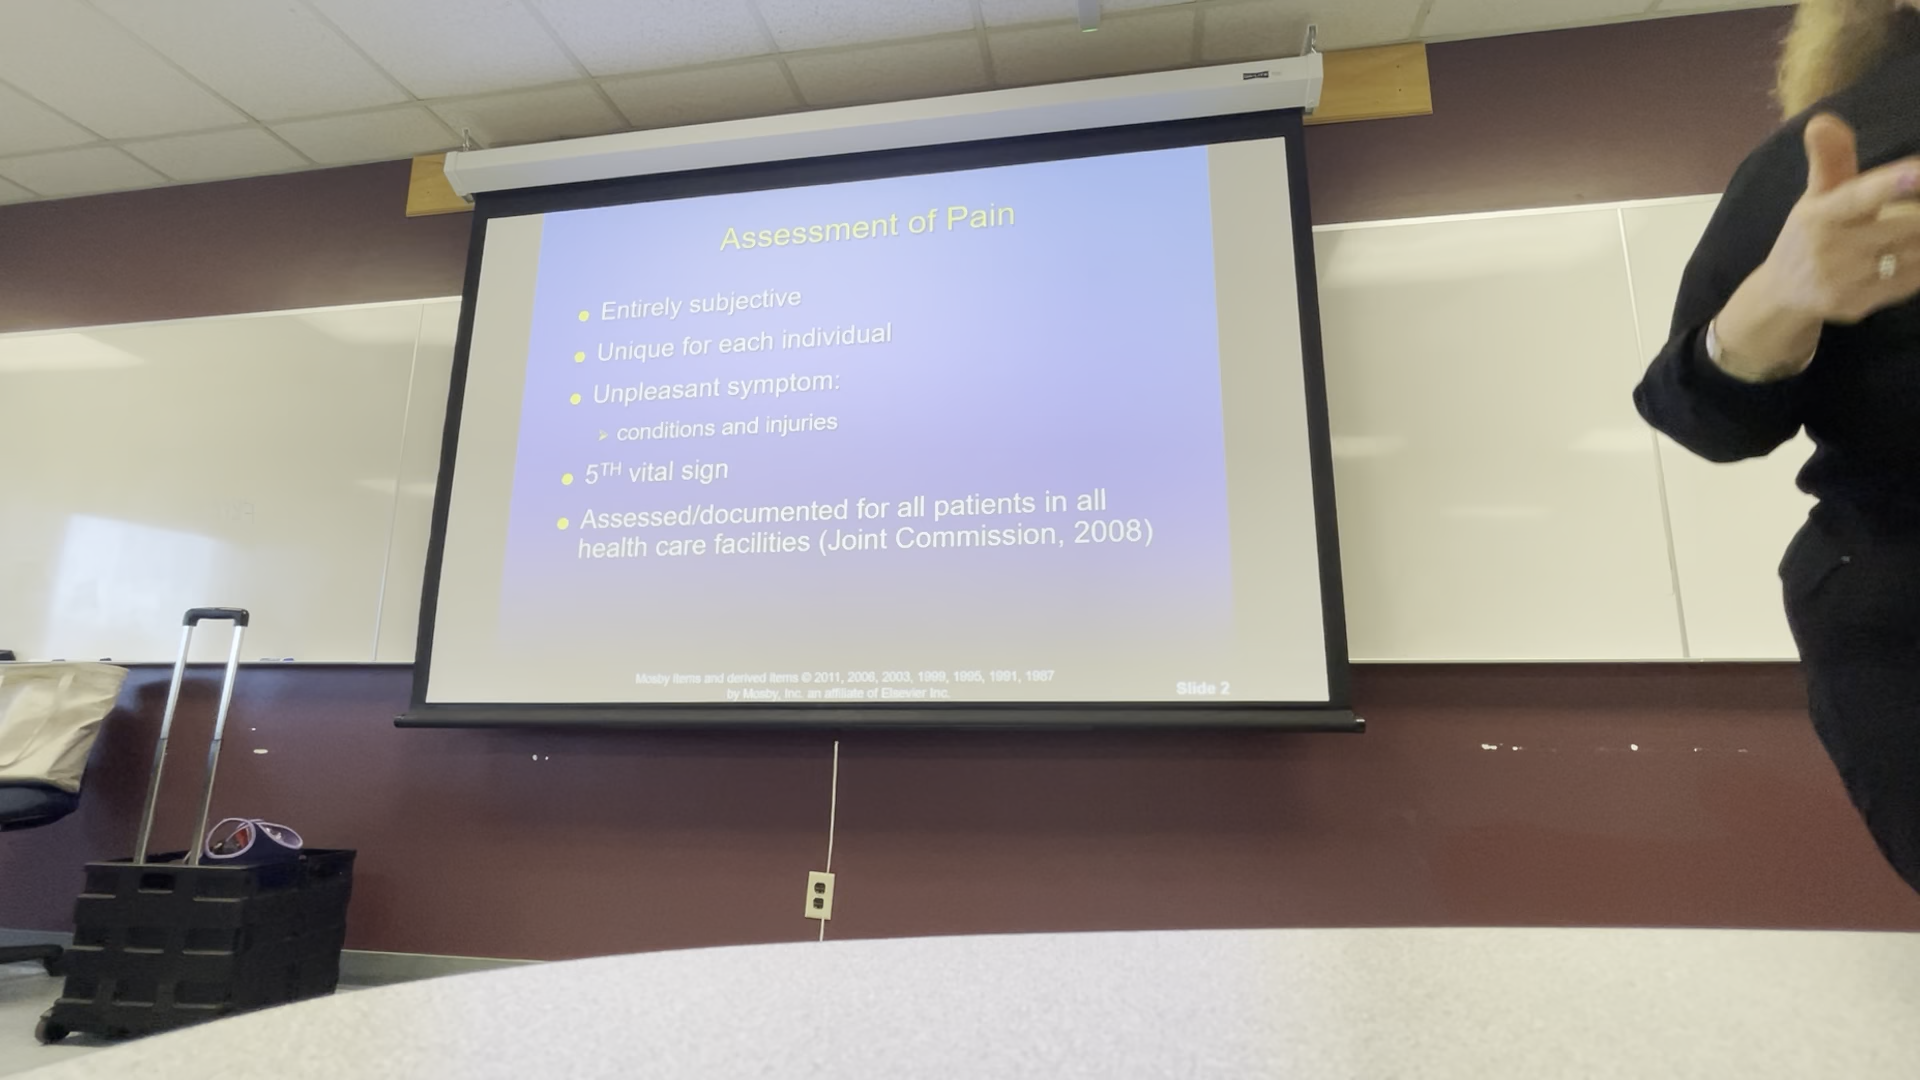 Assessment of Pain
Entirely subjective
Unique for each individual
Unpleasant symptom:
conditions and injuries
5TH vital sign
Assessed/documented for all patients in all
health care facilities (Joint Commission, 2008)
Mosby items and derived items © 2011, 2006, 2003, 1999, 1995, 1991, 1987
by Mosby, Inc. an affiliate of Elsevier Inc.
Slide 2